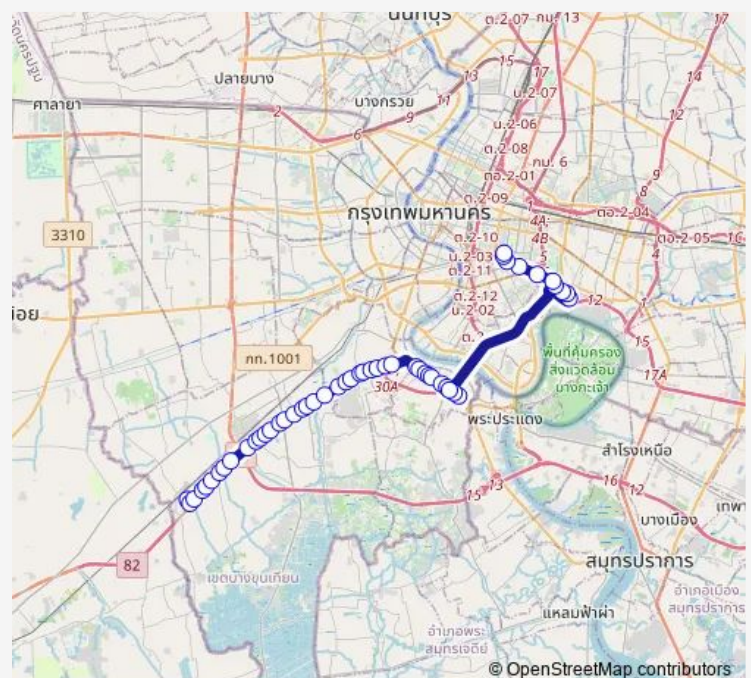 นนทบุรี
ต.2-07
กม. 13
17
ปลายบาง
13
15
17
14
ศาลายา
บางกรวย
11
น.2-07
2
9
12
6
น.2-06
ต.2-08
กม. 6
8
ตอ.2-01
9
ต.2-09
1
กรุงเทพมหานคร
4A;
4B
ตอ.2-04
3310
ต.2-10
5
4
ตอ.2-05
1C
น.2-03
ต.2-11
ต.2-12
12
1
น.2-02
ต.2
15
กท.1001
พื้นที่คุ้มครอง
สิ่งแวดล้อม
บางกะเจ้า
17A
30A
พระประแดง
สำโรงเหนือ
15
13
16
12
บางเมือง
82
สมุทรปราการ
เขตบางขุนเทียน
แหลมฟ้าผ่า
อำเภอเมือง
สมุทรปราการ
อำเภอพระ
สมุทรเจดีย์
© OpenStreetMap contributors